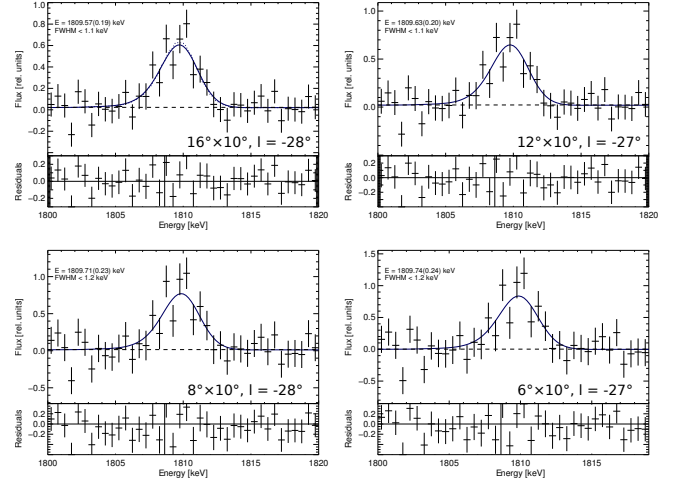 E = 1809.57(0.19) keV
FWHM < 1.1 keV
Flux [rel. units]
1.0
0.8
0.6
0.4
0.2
0.0
−0.2
16°×10°, l = -28°
Residuals
0.2
0.0
−0.2
1800 1805 1810 1815 1820
Energy [keV]
E = 1809.63(0.20) keV
FWHM < 1.1 keV
Flux [rel. units]
1.0
0.5
0.0
12°×10°, l = -27°
Residuals
0.2
0.0
−0.2
1800 1805 1810 1815 1820
Energy [keV]
E = 1809.71(0.23) keV
FWHM < 1.2 keV
Flux [rel. units]
1.0
0.5
0.0
−0.5
8°×10°, l = -28°
Residuals
0.2
0.0
−0.2
1800 1805 1810 1815 1820
Energy [keV]
E = 1809.74(0.24) keV
FWHM < 1.2 keV
Flux [rel. units]
1.5
1.0
0.5
0.0
−0.5
6°×10°, l = -27°
Residuals
0.2
0.0
−0.2
1800 1805 1810 1815
Energy [keV]